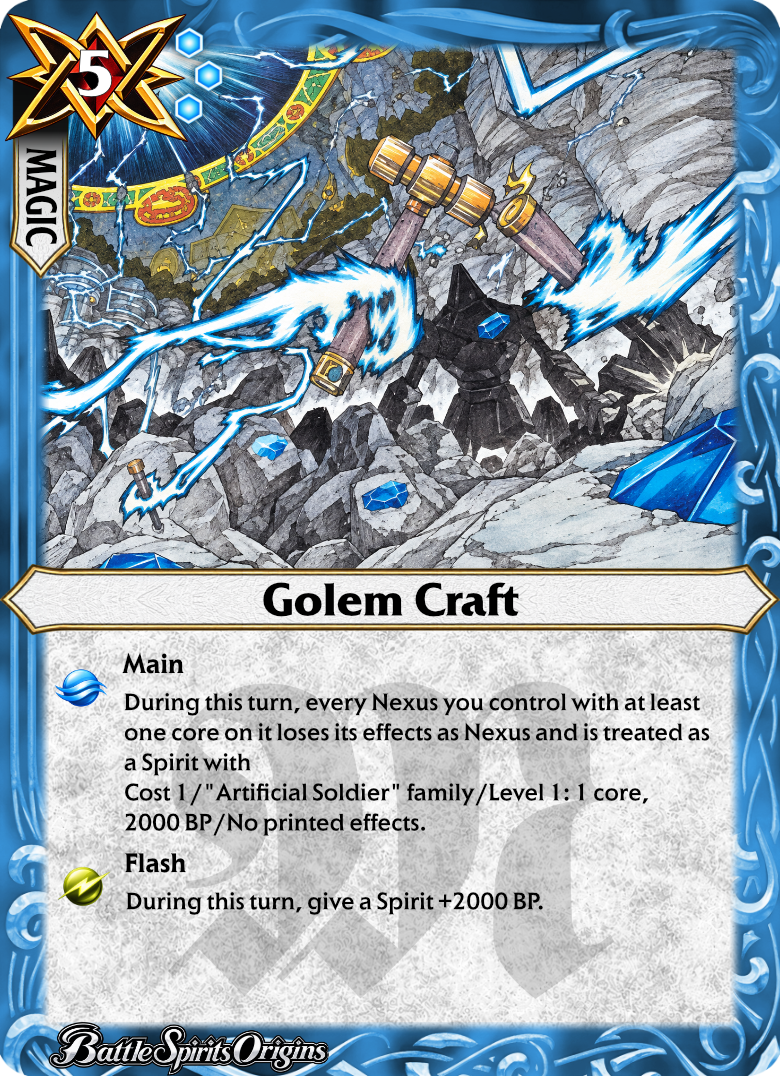 5
MAGIC
Golem Craft
Main
During this turn, every Nexus you control with at least
one core on it loses its effects as Nexus and is treated as
a Spirit with
Cost 1/"Artificial Soldier" family/Level 1: 1 core,
2000 BP/No printed effects.
Flash
During this turn, give a Spirit +2000 BP.
Battle Spirits Origins